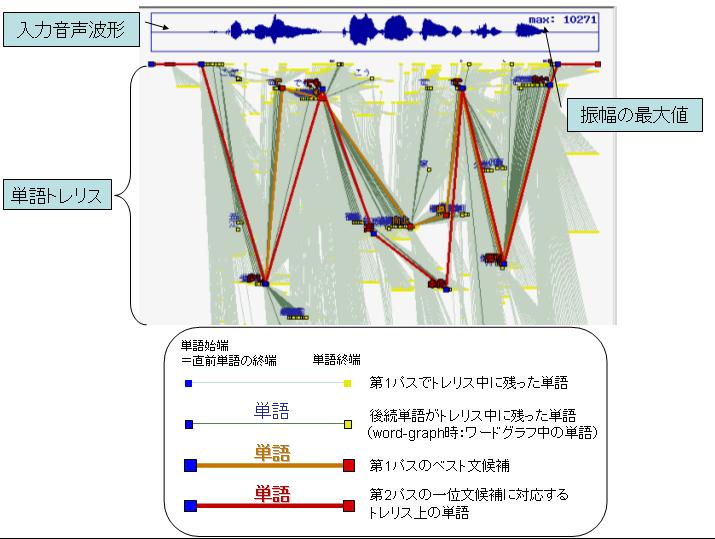 入力音声波形
max: 10271
こう
振幅の最大値
単語トレリス
単語始端
=直前単語の終端
単語終端
第1パスでトレリス中に残った単語
単語
後続単語がトレリス中に残った単語
(word-graph時:ワードグラフ中の単語)
単語
第1パスのベスト文候補
単語
第2パスの一位文候補に対応する
トレリス上の単語